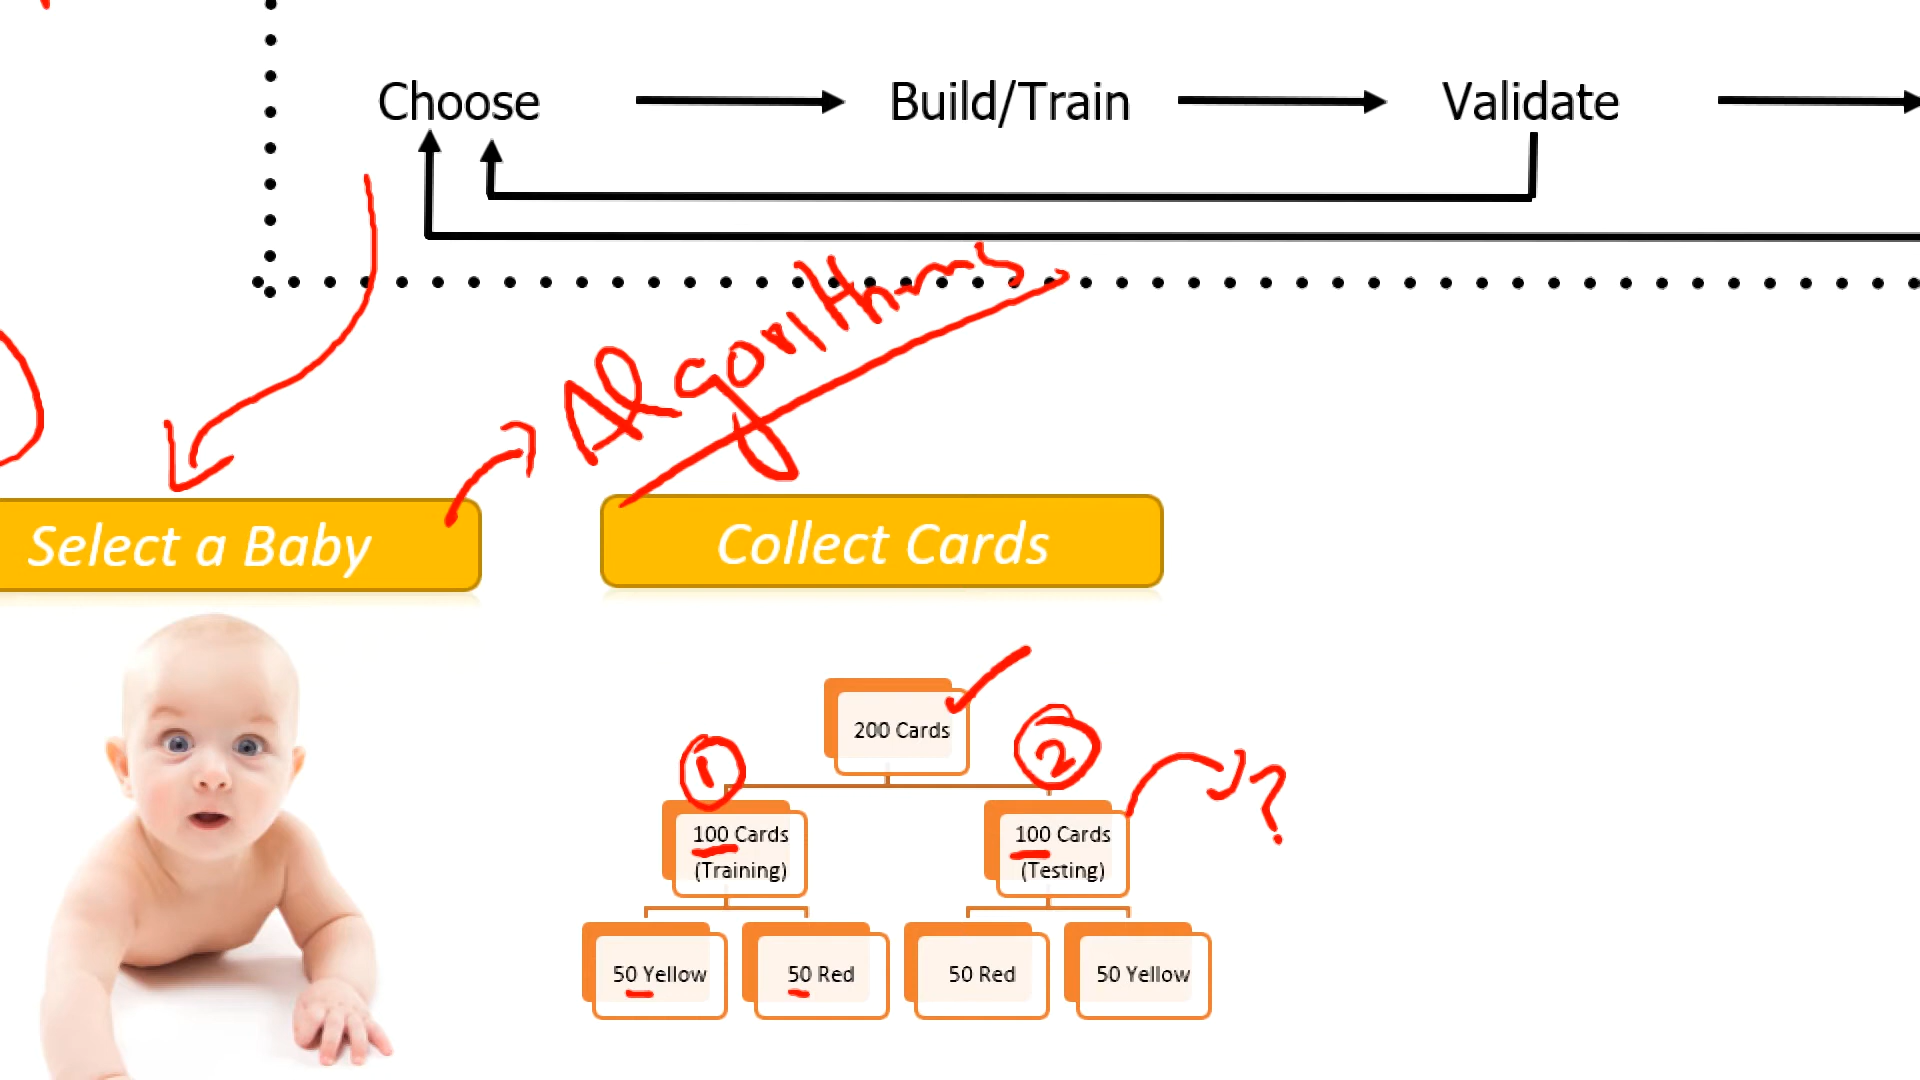 Choose Build/Train Validate
Algorithms
Select a Baby
Collect Cards
200 Cards
1
2
?
100 Cards
(Training)
100 Cards
(Testing)
50 Yellow
50 Red
50 Red
50 Yellow